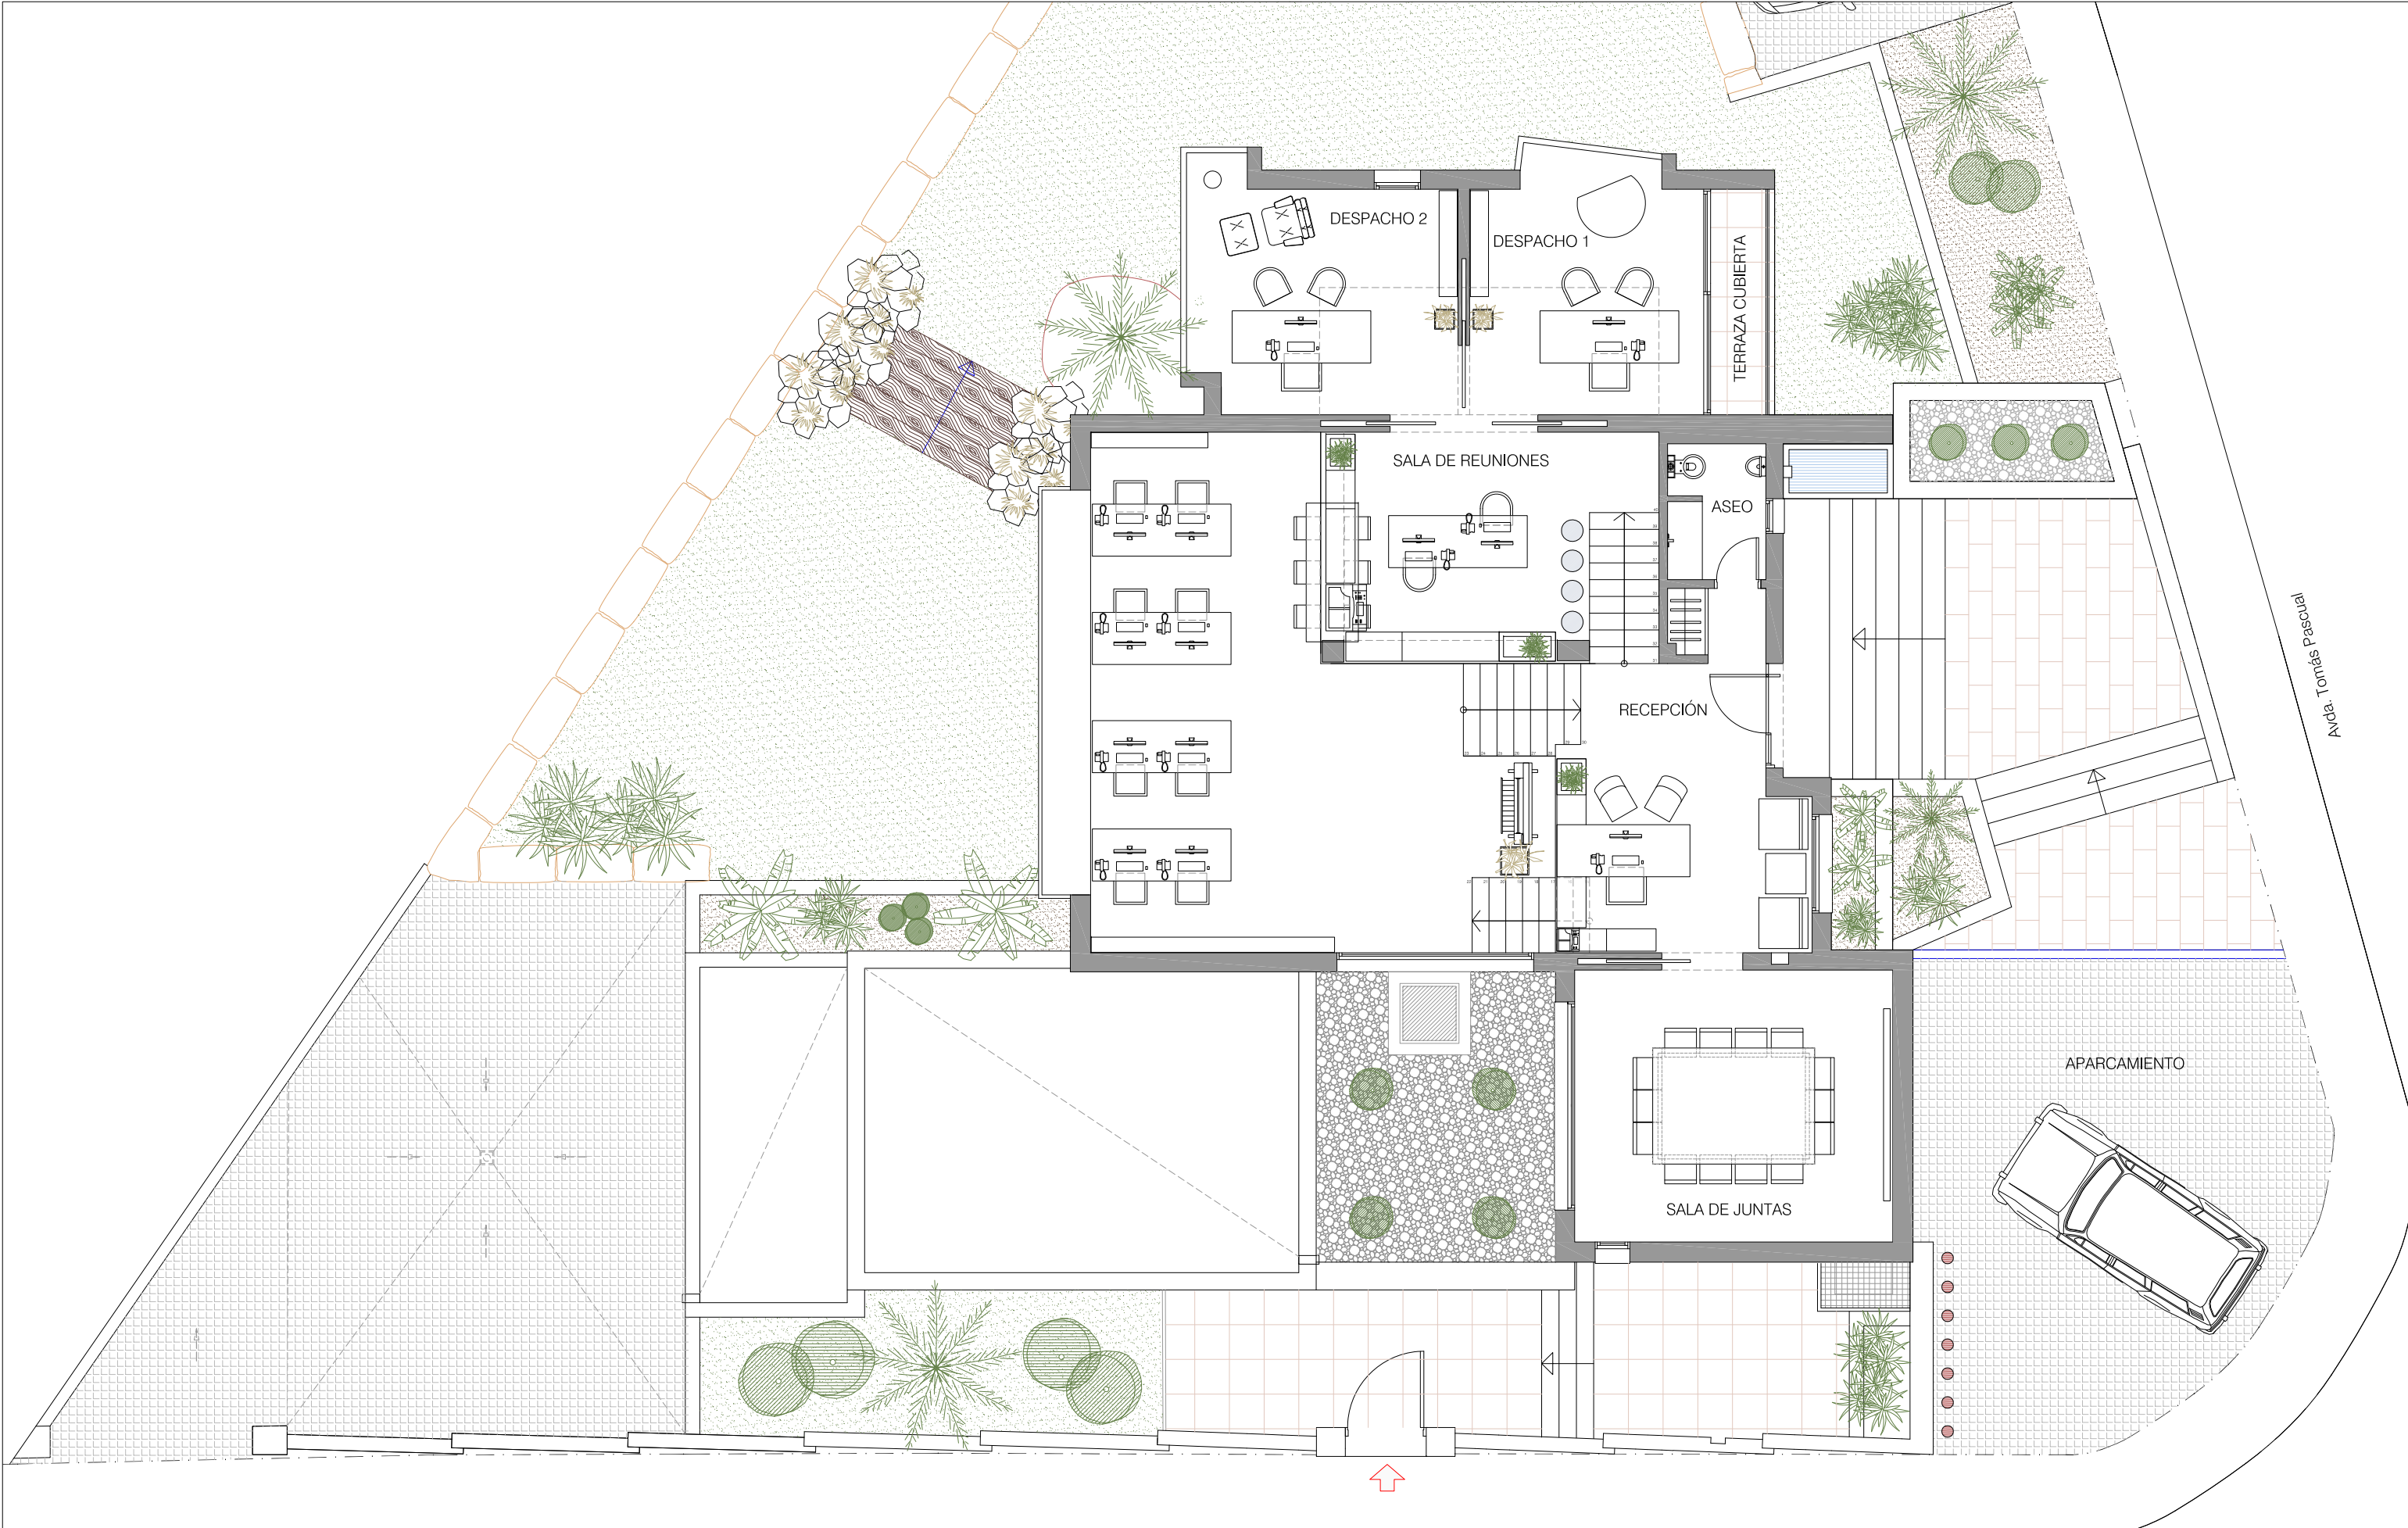 DESPACHO 2
DESPACHO 1
TERRAZA CUBIERTA
SALA DE REUNIONES
ASEO
Avda. Tomás Pascual
RECEPCIÓN
APARCAMIENTO
SALA DE JUNTAS